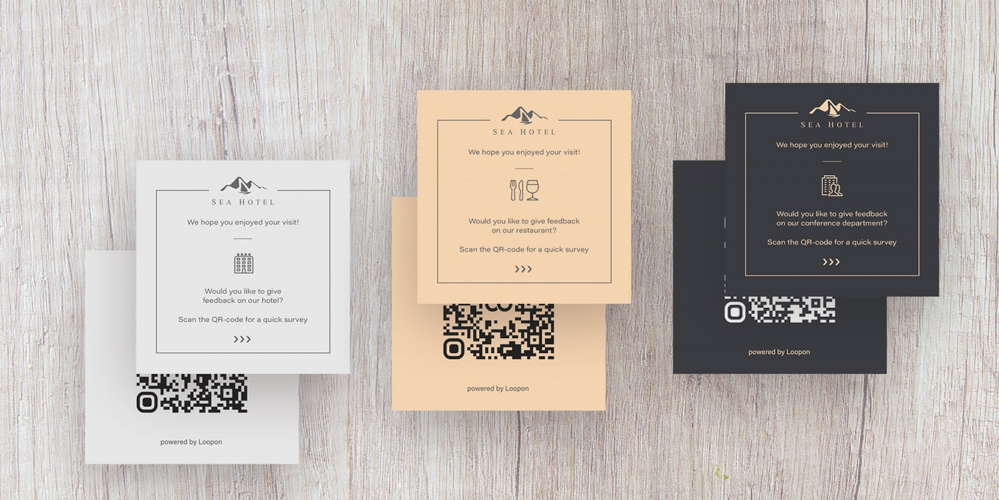 SEA HOTEL
We hope you enjoyed your visit!
Would you like to give
feedback on our hotel?
Scan the QR-code for a quick survey
powered by Loopon
SEA HOTEL
We hope you enjoyed your visit!
Would you like to give feedback
on our restaurant?
Scan the QR-code for a quick survey
powered by Loopon
SEA HOTEL
We hope you enjoyed your visit!
Would you like to give feedback
on our conference department?
Scan the QR-code for a quick survey
powered by Loopon